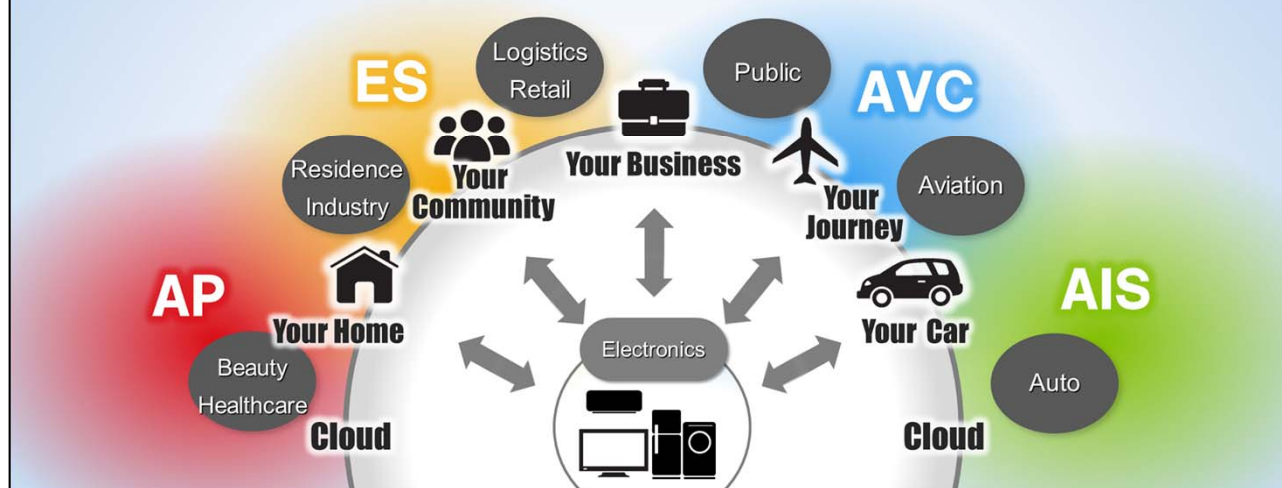 Logistics
Retail
Public
ES
AVC
Your Business
Residence
Industry
Your
Community
Your
Journey
Aviation
AP
AIS
Your Home
Your Car
Electronics
Beauty
Healthcare
Auto
Cloud
Cloud